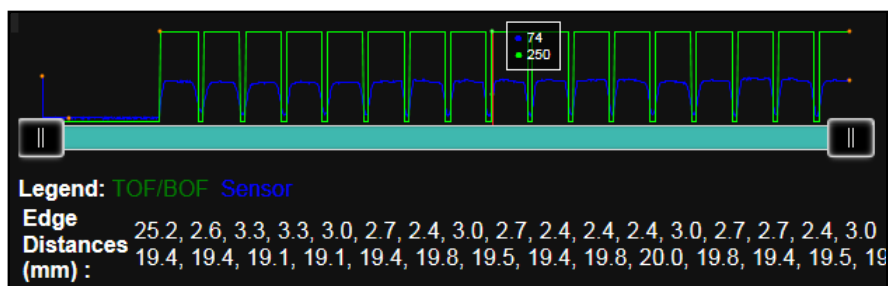 74
250
Legend: TOF/BOF Sensor
Edge Distances (mm) :
25.2, 2.6, 3.3, 3.3, 3.0, 2.7, 2.4, 3.0, 2.7, 2.4, 2.4, 2.4, 3.0, 2.7, 2.7, 2.4, 3.0
19.4, 19.4, 19.1, 19.1, 19.4, 19.8, 19.5, 19.4, 19.8, 20.0, 19.8, 19.4, 19.5, 19